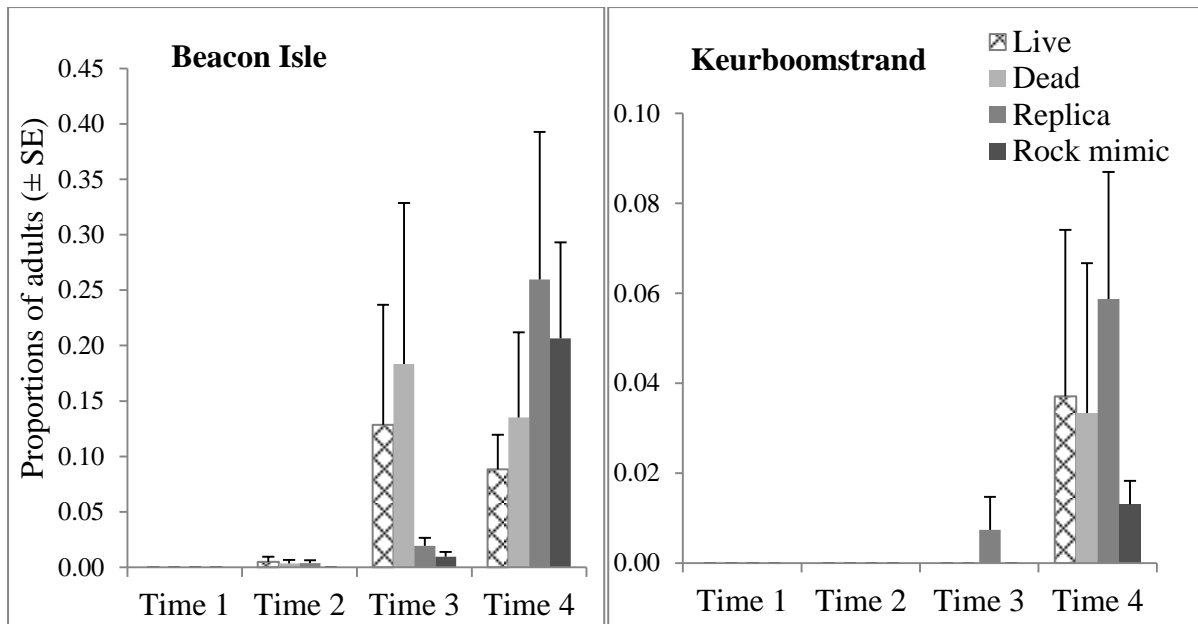 Beacon Isle
Proportions of adults (± SE)
0.45
0.40
0.35
0.30
0.25
0.20
0.15
0.10
0.05
0.00
Time 1 Time 2 Time 3 Time 4
Keurboomstrand
Live
Dead
Replica
Rock mimic
0.10
0.08
0.06
0.04
0.02
0.00
Time 1 Time 2 Time 3 Time 4